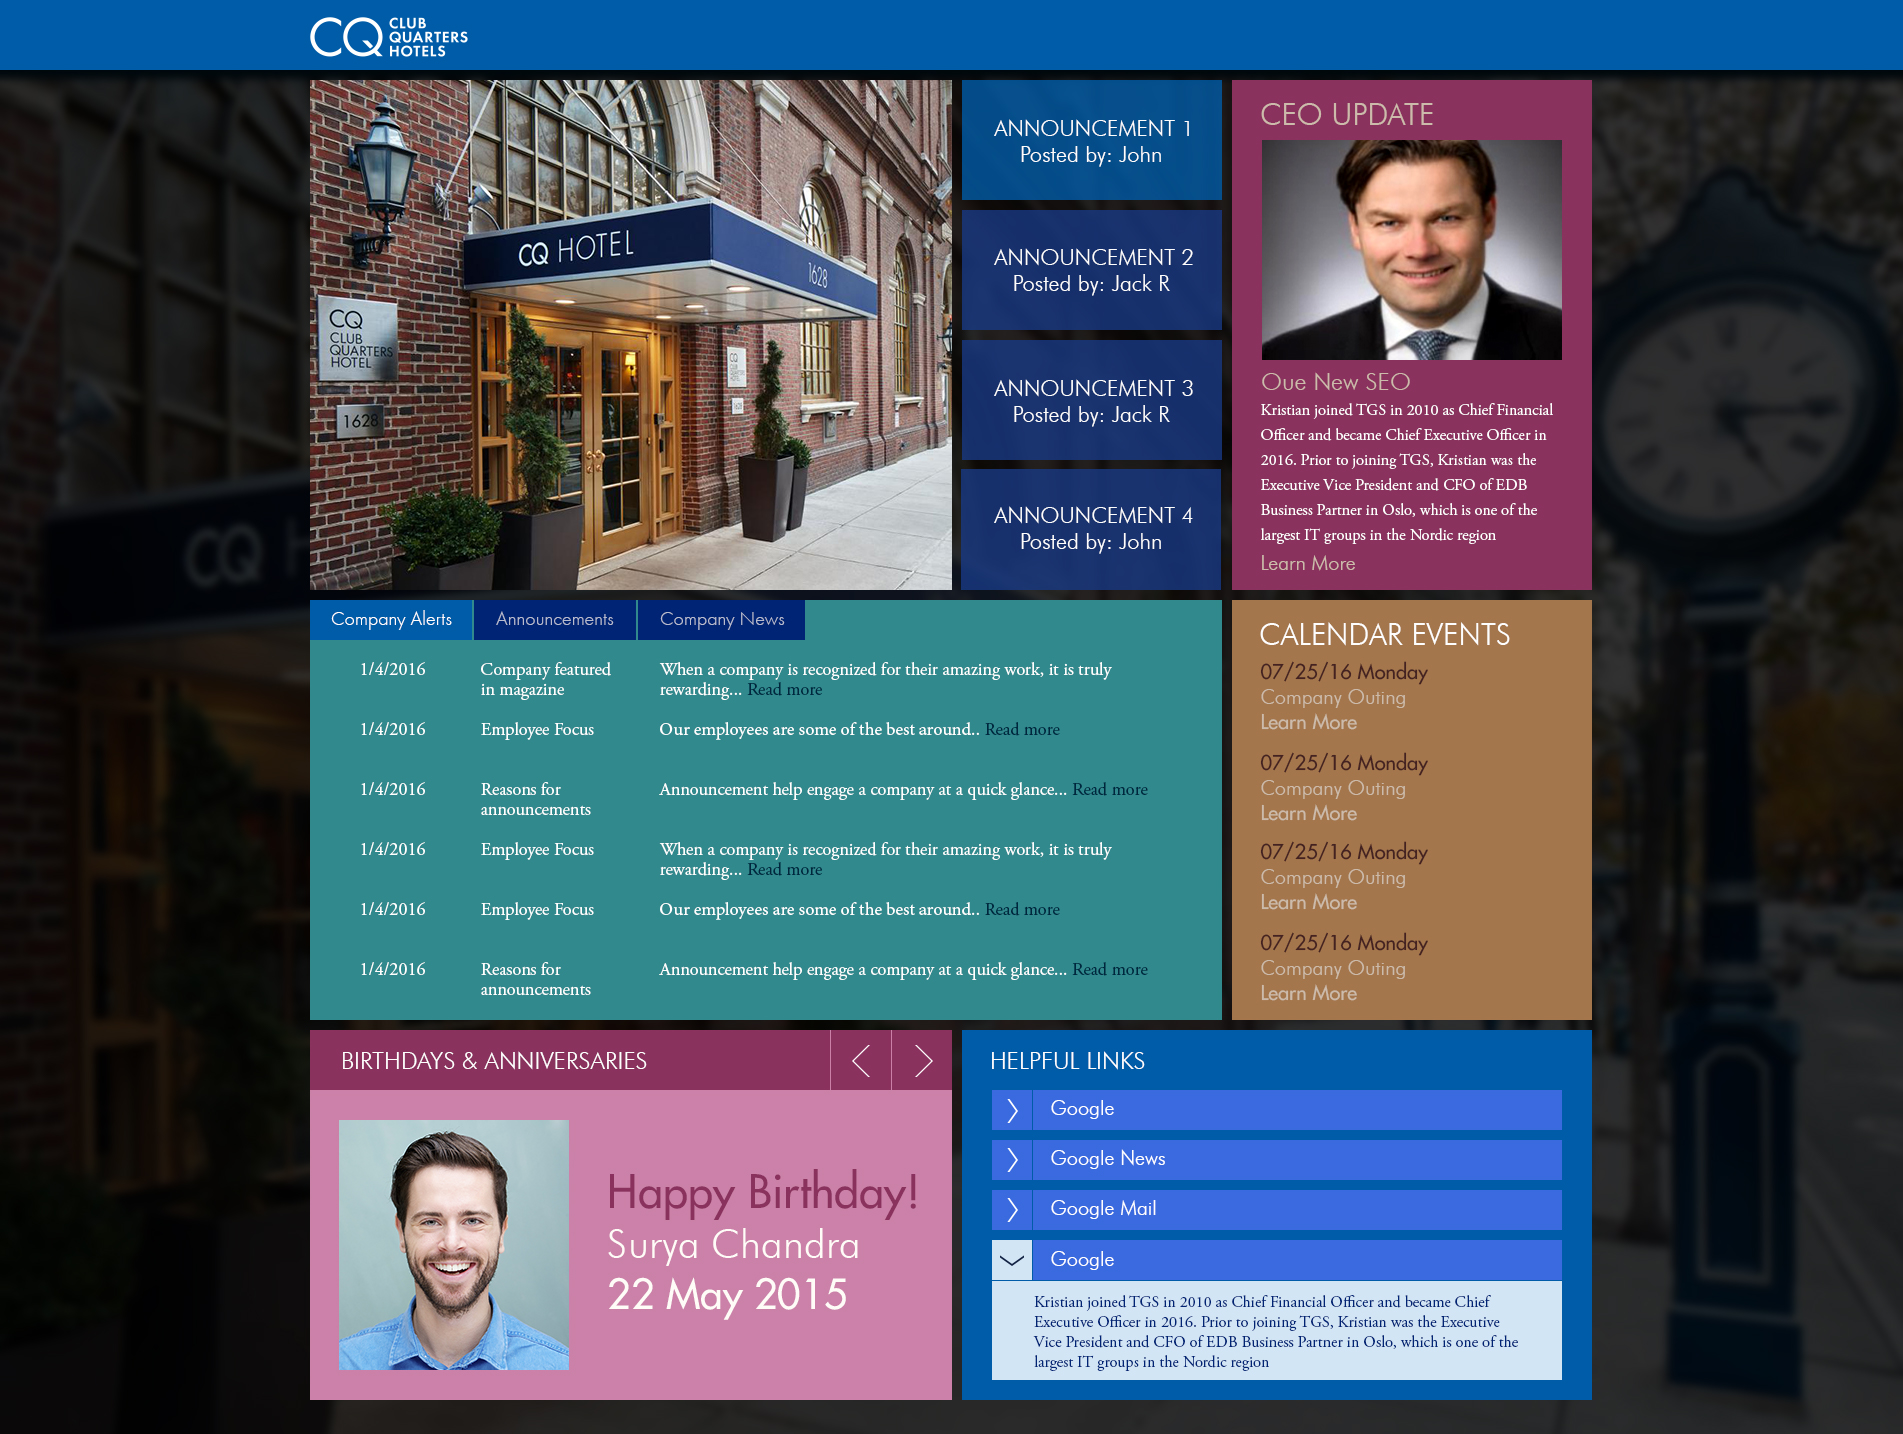 CQ CLUB
QUARTERS
HOTELS
CQ HOTEL
1628
CQ
CLUB
QUARTERS
HOTEL
1628
CQ
CLUB
QUARTERS
HOTEL
1628
ANNOUNCEMENT 1
Posted by: John
ANNOUNCEMENT 2
Posted by: Jack R
ANNOUNCEMENT 3
Posted by: Jack R
ANNOUNCEMENT 4
Posted by: John
CEO UPDATE
Oue New SEO
Kristian joined TGS in 2010 as Chief Financial
Officer and became Chief Executive Officer in
2016. Prior to joining TGS, Kristian was the
Executive Vice President and CFO of EDB
Business Partner in Oslo, which is one of the
largest IT groups in the Nordic region
Learn More
Company Alerts
Announcements
Company News
1/4/2016
Company featured
in magazine
When a company is recognized for their amazing work, it is truly
rewarding... Read more
1/4/2016
Employee Focus
Our employees are some of the best around.. Read more
1/4/2016
Reasons for
announcements
Announcement help engage a company at a quick glance... Read more
1/4/2016
Employee Focus
When a company is recognized for their amazing work, it is truly
rewarding... Read more
1/4/2016
Employee Focus
Our employees are some of the best around.. Read more
1/4/2016
Reasons for
announcements
Announcement help engage a company at a quick glance... Read more
CALENDAR EVENTS
07/25/16 Monday
Company Outing
Learn More
07/25/16 Monday
Company Outing
Learn More
07/25/16 Monday
Company Outing
Learn More
07/25/16 Monday
Company Outing
Learn More
BIRTHDAYS & ANNIVERSARIES
Happy Birthday!
Surya Chandra
22 May 2015
HELPFUL LINKS
Google
Google News
Google Mail
Google
Kristian joined TGS in 2010 as Chief Financial Officer and became Chief
Executive Officer in 2016. Prior to joining TGS, Kristian was the Executive
Vice President and CFO of EDB Business Partner in Oslo, which is one of the
largest IT groups in the Nordic region
CQ H